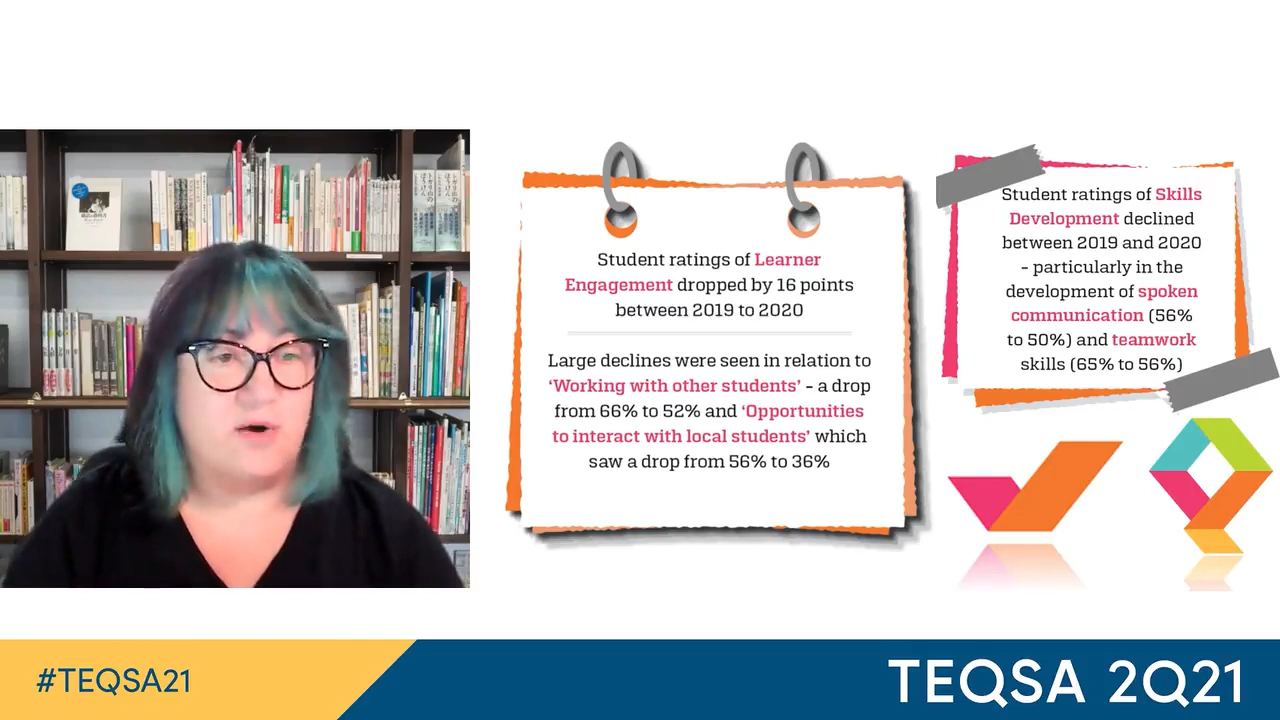 Student ratings of Learner
Engagement dropped by 16 points
between 2019 to 2020
Large declines were seen in relation to
‘Working with other students’ - a drop
from 66% to 52% and ‘Opportunities
to interact with local students’ which
saw a drop from 56% to 36%
Student ratings of Skills
Development declined
between 2019 and 2020
- particularly in the
development of spoken
communication (56%
to 50%) and teamwork
skills (65% to 56%)
#TEQSA21
TEQSA 2Q21